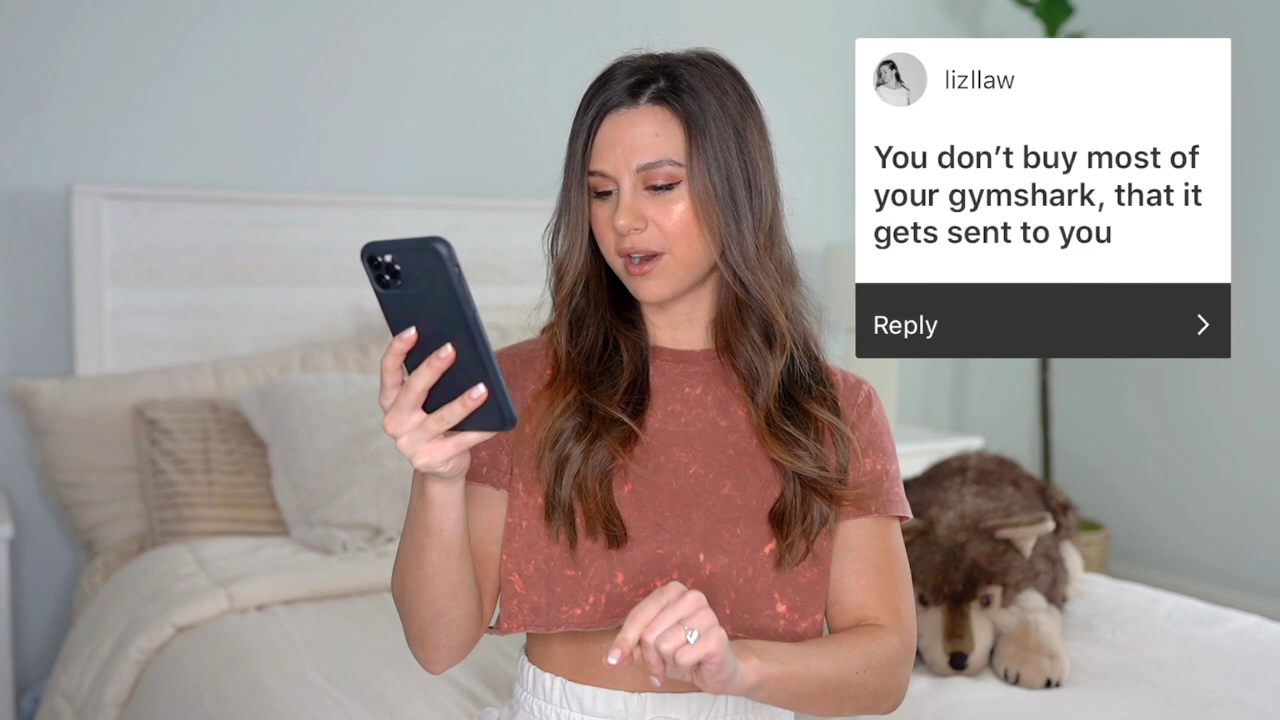 lizllaw
You don’t buy most of
your gymshark, that it
gets sent to you
Reply